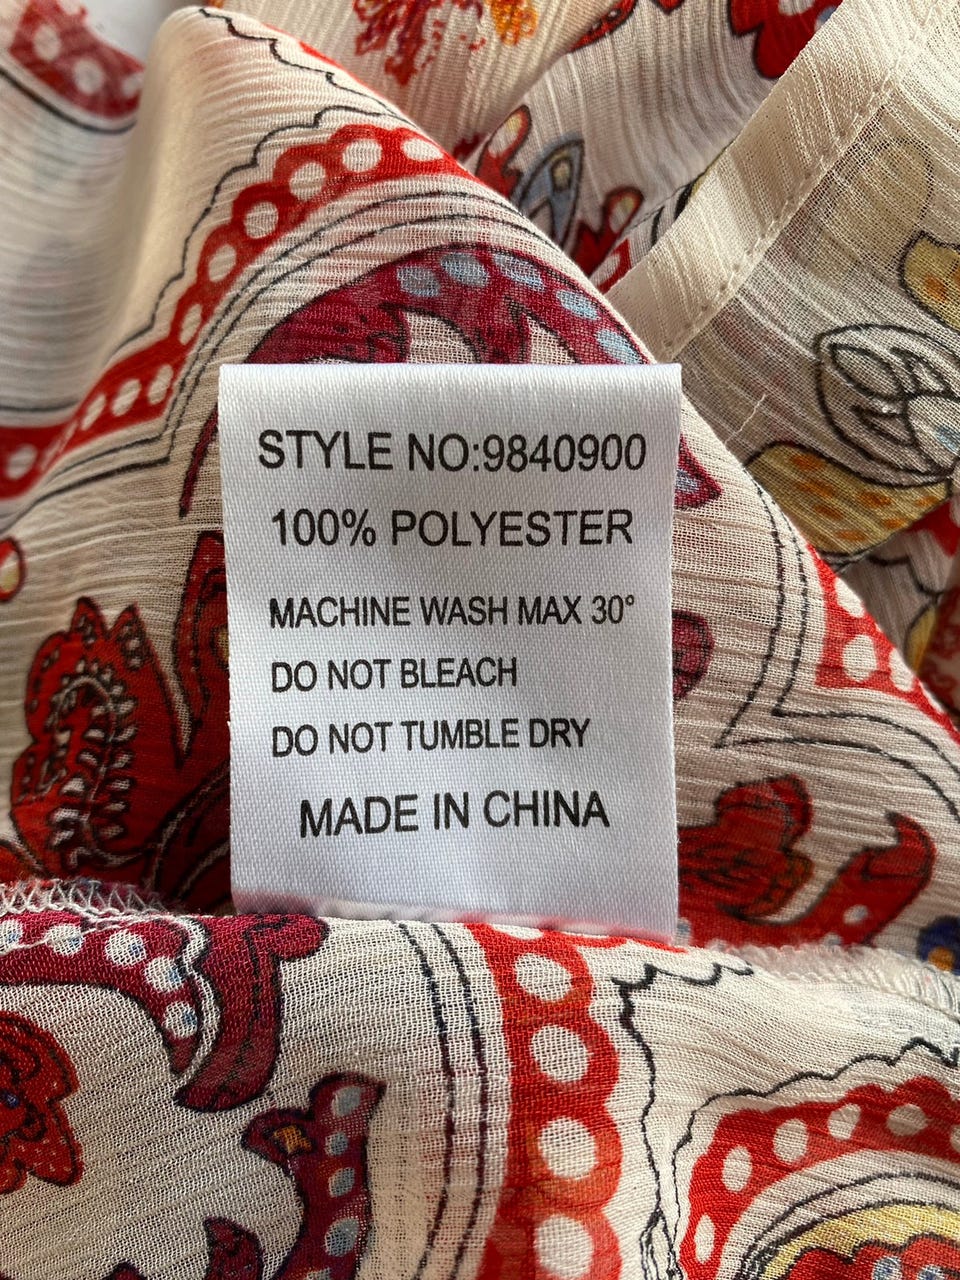 STYLE NO:9840900
100% POLYESTER
MACHINE WASH MAX 30°
DO NOT BLEACH
DO NOT TUMBLE DRY
MADE IN CHINA